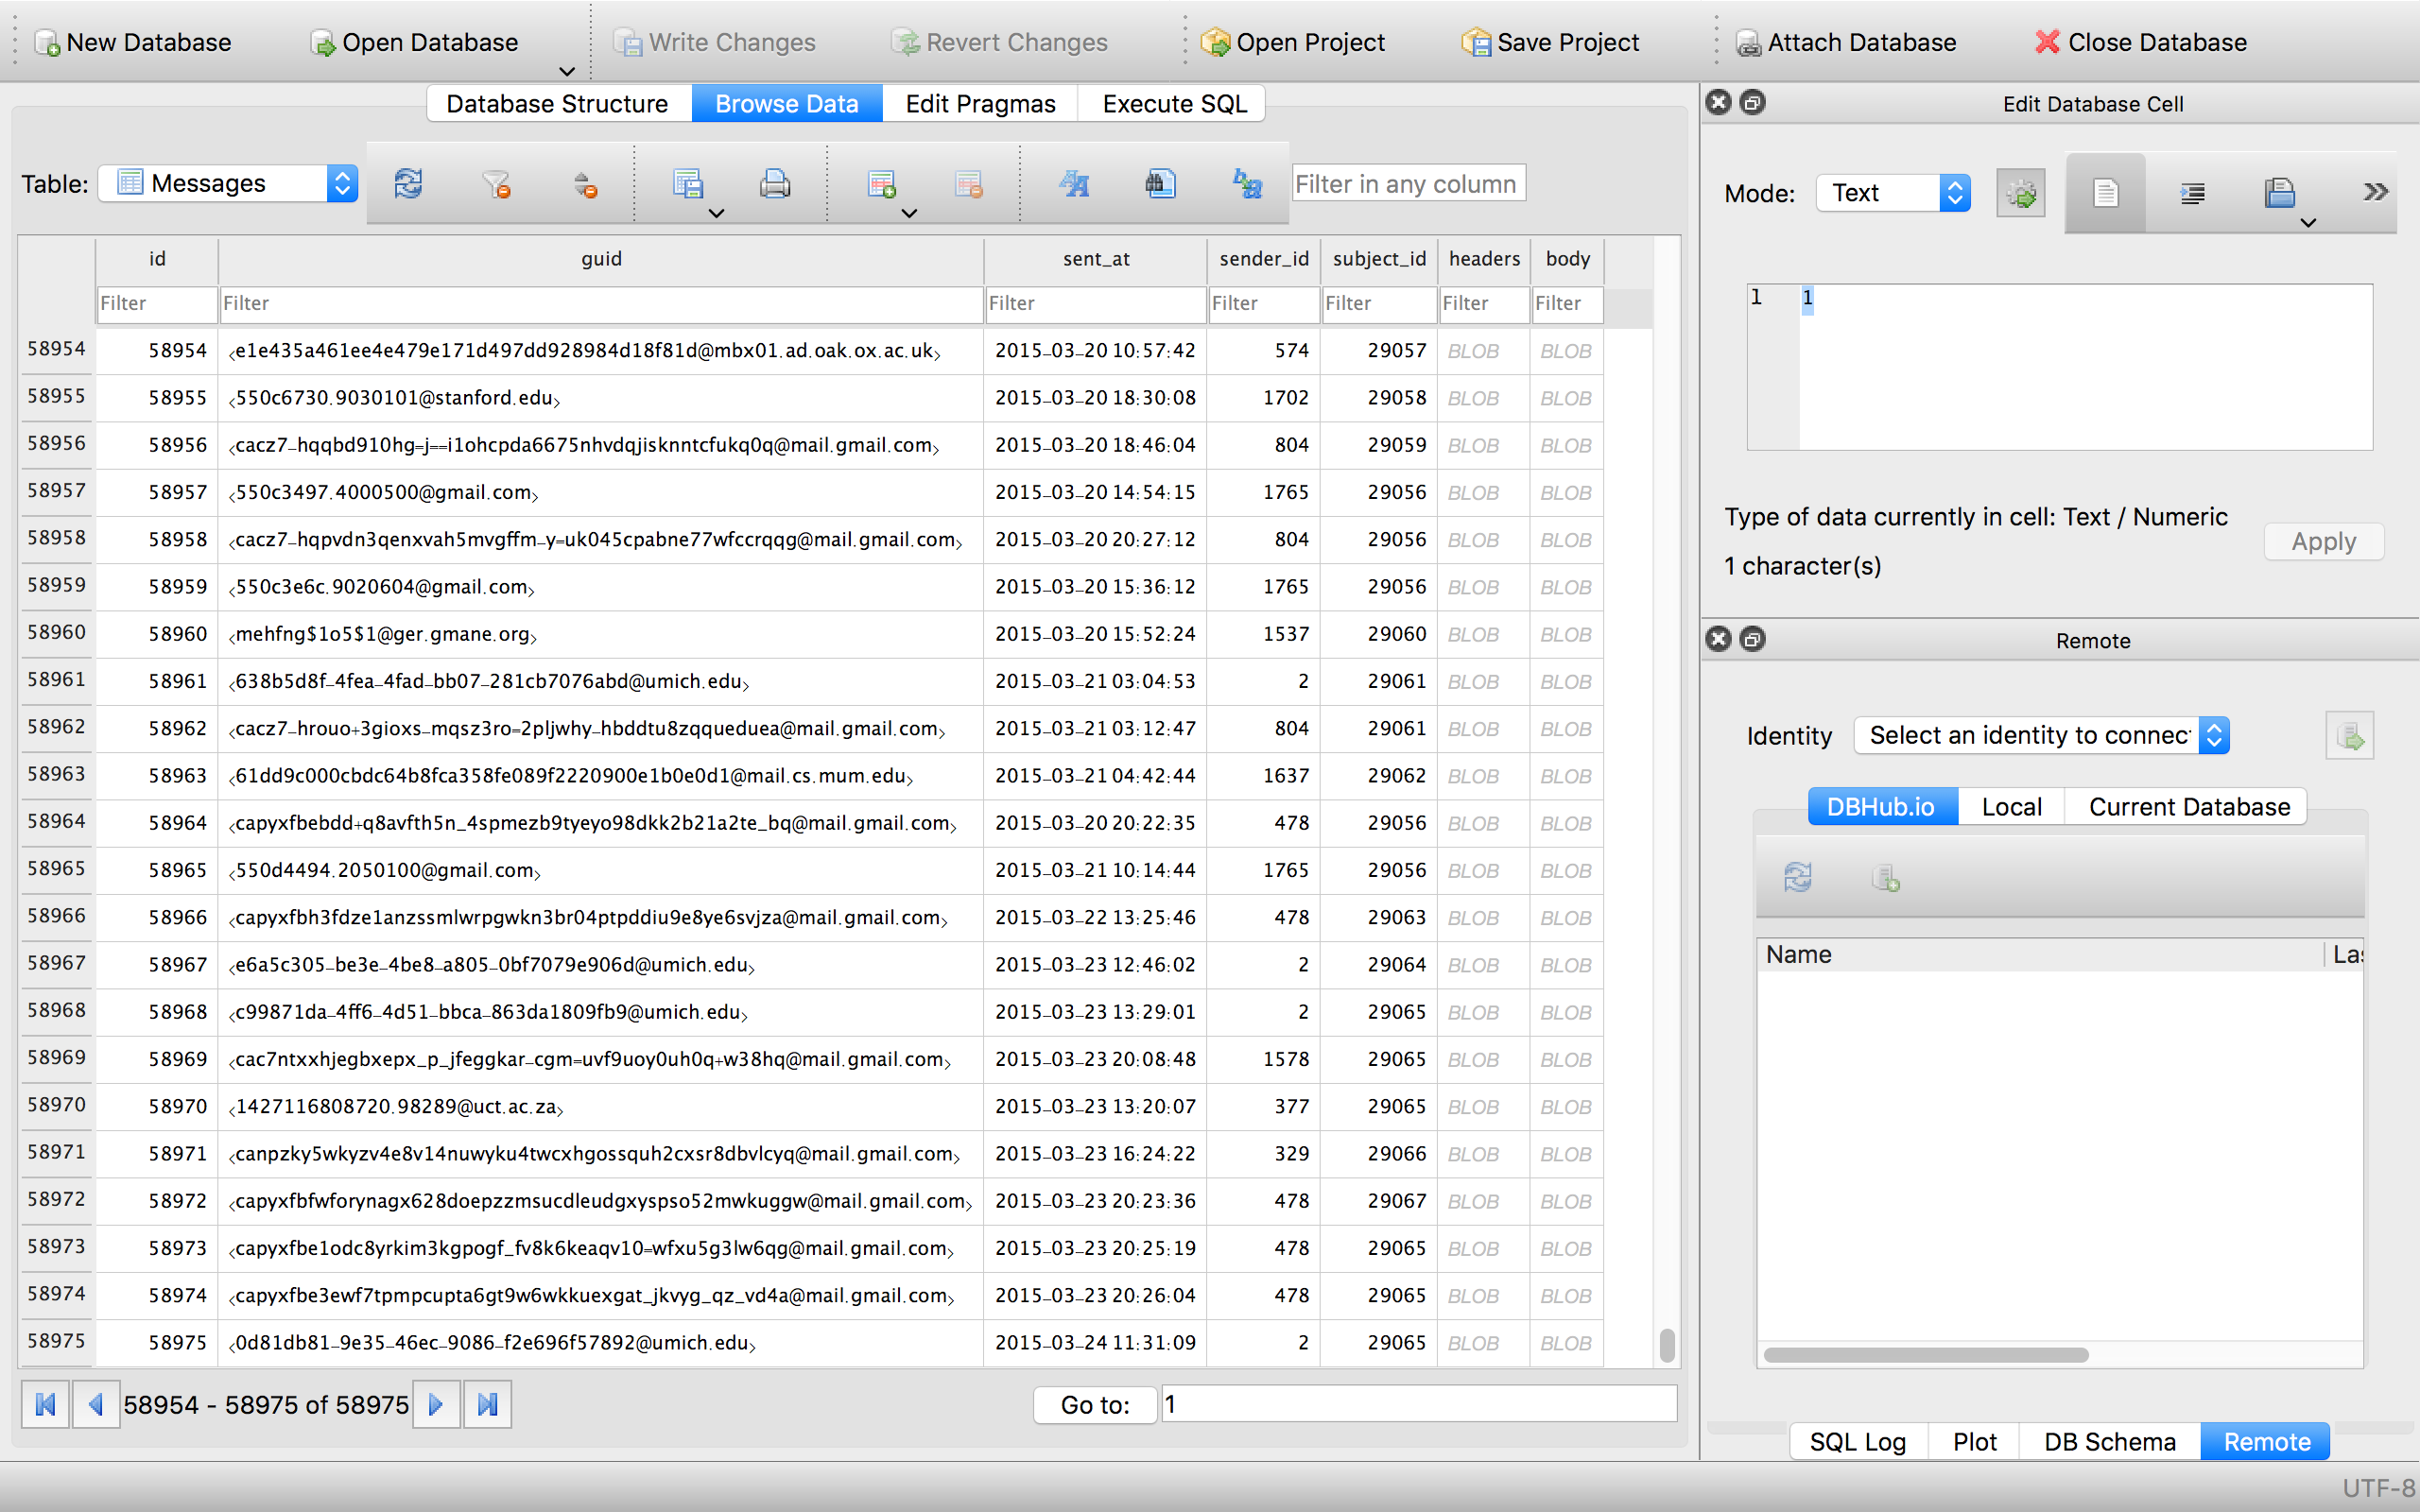 New Database Open Database Write Changes Revert Changes Open Project Save Project Attach Database Close Database
Database Structure Browse Data Edit Pragmas Execute SQL
Table: Messages Filter in any column
id guid sent_at sender_id subject_id headers body
Filter Filter Filter Filter Filter Filter Filter
58954 58954 <e1e435a461ee4e479e171d497dd928984d18f81d@mbx01.ad.oak.ox.ac.uk> 2015-03-20 10:57:42 574 29057 BLOB BLOB
58955 58955 <550c6730.9030101@stanford.edu> 2015-03-20 18:30:08 1702 29058 BLOB BLOB
58956 58956 <cacz7-hqqbd910hg=j==i1ohcpda6675nhvdqjisknntcfukq0q@mail.gmail.com> 2015-03-20 18:46:04 804 29059 BLOB BLOB
58957 58957 <550c3497.4000500@gmail.com> 2015-03-20 14:54:15 1765 29056 BLOB BLOB
58958 58958 <cacz7-hqpvdn3qenxvah5mvgffm-y=uk045cpabne77wfccrqqg@mail.gmail.com> 2015-03-20 20:27:12 804 29056 BLOB BLOB
58959 58959 <550c3e6c.9020604@gmail.com> 2015-03-20 15:36:12 1765 29056 BLOB BLOB
58960 58960 <mehfng$1o5$1@ger.gmane.org> 2015-03-20 15:52:24 1537 29060 BLOB BLOB
58961 58961 <638b5d8f-4fea-4fad-bb07-281cb7076abd@umich.edu> 2015-03-21 03:04:53 2 29061 BLOB BLOB
58962 58962 <cacz7-hrouo+3gioxs-mqsz3ro=2pljwhy-hbddtu8zqqueduea@mail.gmail.com> 2015-03-21 03:12:47 804 29061 BLOB BLOB
58963 58963 <61dd9c000cbdc64b8fca358fe089f2220900e1b0e0d1@mail.cs.mum.edu> 2015-03-21 04:42:44 1637 29062 BLOB BLOB
58964 58964 <capyxfbebdd+q8avfth5n_4spmezb9tyeyo98dkk2b21a2te_bq@mail.gmail.com> 2015-03-20 20:22:35 478 29056 BLOB BLOB
58965 58965 <550d4494.2050100@gmail.com> 2015-03-21 10:14:44 1765 29056 BLOB BLOB
58966 58966 <capyxfbh3fdze1anzssmlwrpgwkn3br04ptpddiu9e8ye6svjza@mail.gmail.com> 2015-03-22 13:25:46 478 29063 BLOB BLOB
58967 58967 <e6a5c305-be3e-4be8-a805-0bf7079e906d@umich.edu> 2015-03-23 12:46:02 2 29064 BLOB BLOB
58968 58968 <c99871da-4ff6-4d51-bbca-863da1809fb9@umich.edu> 2015-03-23 13:29:01 2 29065 BLOB BLOB
58969 58969 <cac7ntxxhjegbxepx_p_jfeggkar-cgm=uvf9uoy0uh0q+w38hq@mail.gmail.com> 2015-03-23 20:08:48 1578 29065 BLOB BLOB
58970 58970 <1427116808720.98289@uct.ac.za> 2015-03-23 13:20:07 377 29065 BLOB BLOB
58971 58971 <canpzky5wkyzv4e8v14nuwyku4twcxhgossquh2cxsr8dbvlcyq@mail.gmail.com> 2015-03-23 16:24:22 329 29066 BLOB BLOB
58972 58972 <capyxfbfwforynagx628doepzzmsucdleudgxyspso52mwkuggw@mail.gmail.com> 2015-03-23 20:23:36 478 29067 BLOB BLOB
58973 58973 <capyxfbe1odc8yrkim3kgpogf_fv8k6keaqv10=wfxu5g3lw6qg@mail.gmail.com> 2015-03-23 20:25:19 478 29065 BLOB BLOB
58974 58974 <capyxfbe3ewf7tpmpcupta6gt9w6wkkuexgat_jkvyg_qz_vd4a@mail.gmail.com> 2015-03-23 20:26:04 478 29065 BLOB BLOB
58975 58975 <0d81db81-9e35-46ec-9086-f2e696f57892@umich.edu> 2015-03-24 11:31:09 2 29065 BLOB BLOB
58954 - 58975 of 58975 Go to: 1
Edit Database Cell
Mode: Text
1 1
Type of data currently in cell: Text / Numeric
1 character(s)
Apply
Remote
Identity Select an identity to connec
DBHub.io Local Current Database
Name Las
SQL Log Plot DB Schema Remote
UTF-8